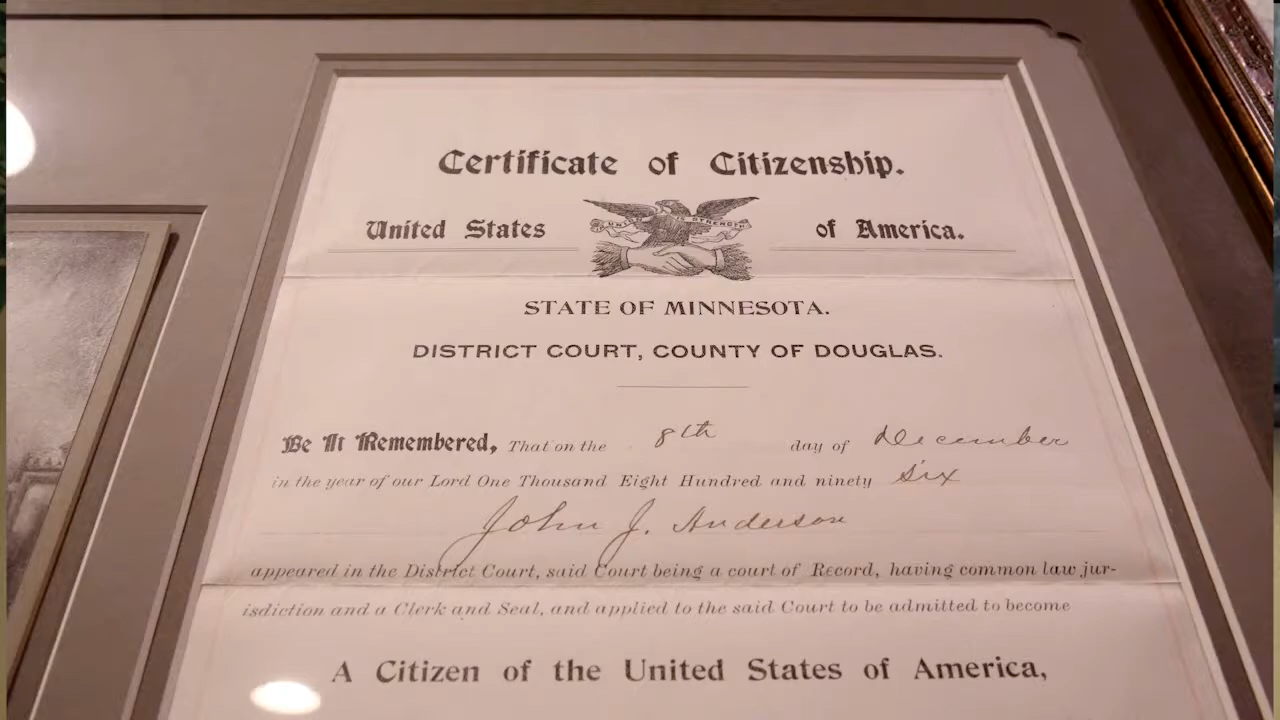 Certificate of Citizenship.
United States of America.
UNION STRENGTH
STATE OF MINNESOTA.
DISTRICT COURT, COUNTY OF DOUGLAS.
Be It Remembered, That on the 8th day of December
in the year of our Lord One Thousand Eight Hundred and ninety six
John J. Anderson
appeared in the District Court, said Court being a court of Record, having common law jur-
isdiction and a Clerk and Seal, and applied to the said Court to be admitted to become
A Citizen of the United States of America,